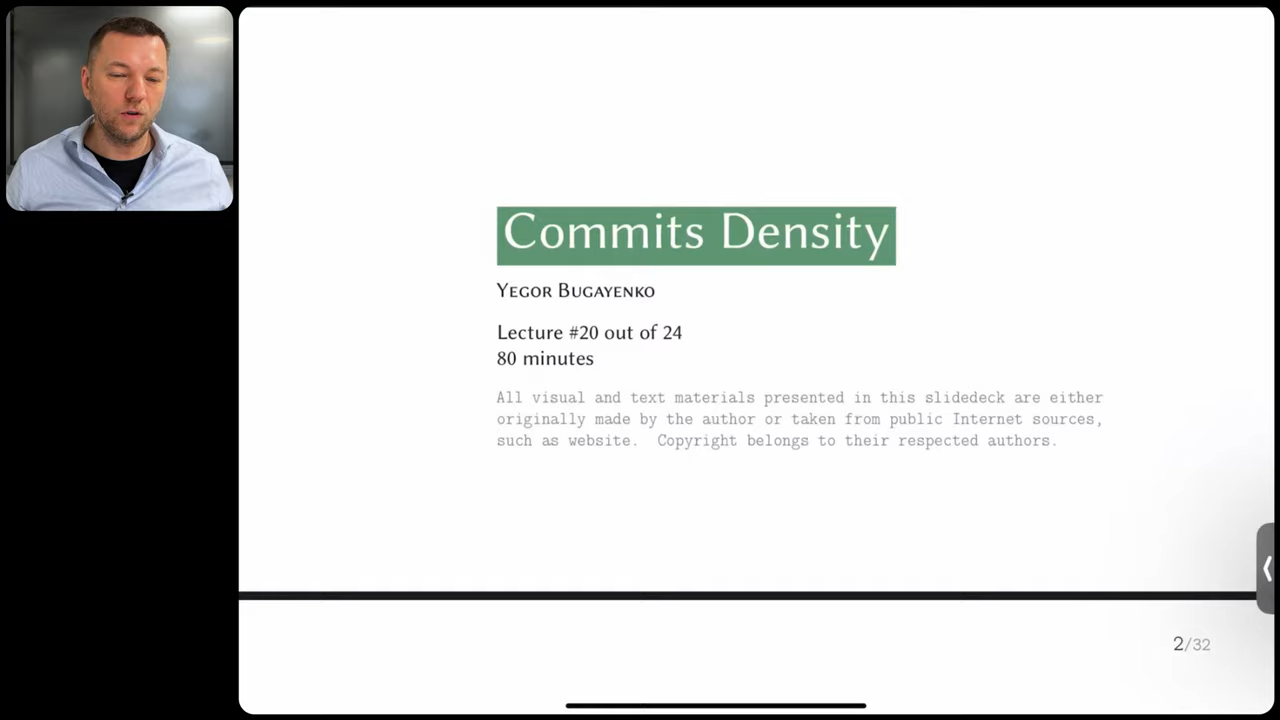 Commits Density
Yegor Bugayenko
Lecture #20 out of 24
80 minutes
All visual and text materials presented in this slidedeck are either
originally made by the author or taken from public Internet sources,
such as website. Copyright belongs to their respected authors.
2/32